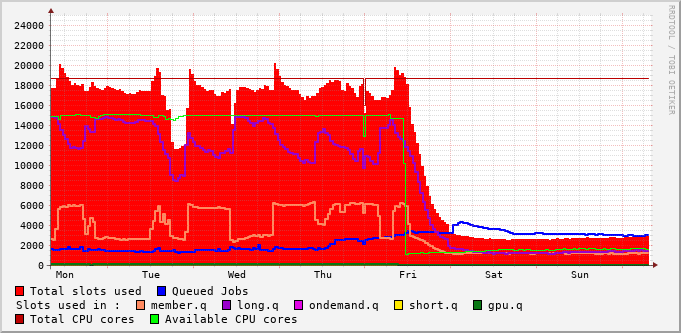 RRDTOOL / TOBI OETIKER
24000
22000
20000
18000
16000
14000
12000
10000
8000
6000
4000
2000
0
Mon Tue Wed Thu Fri Sat Sun
Total slots used Queued Jobs
Slots used in : member.q long.q ondemand.q short.q gpu.q
Total CPU cores Available CPU cores